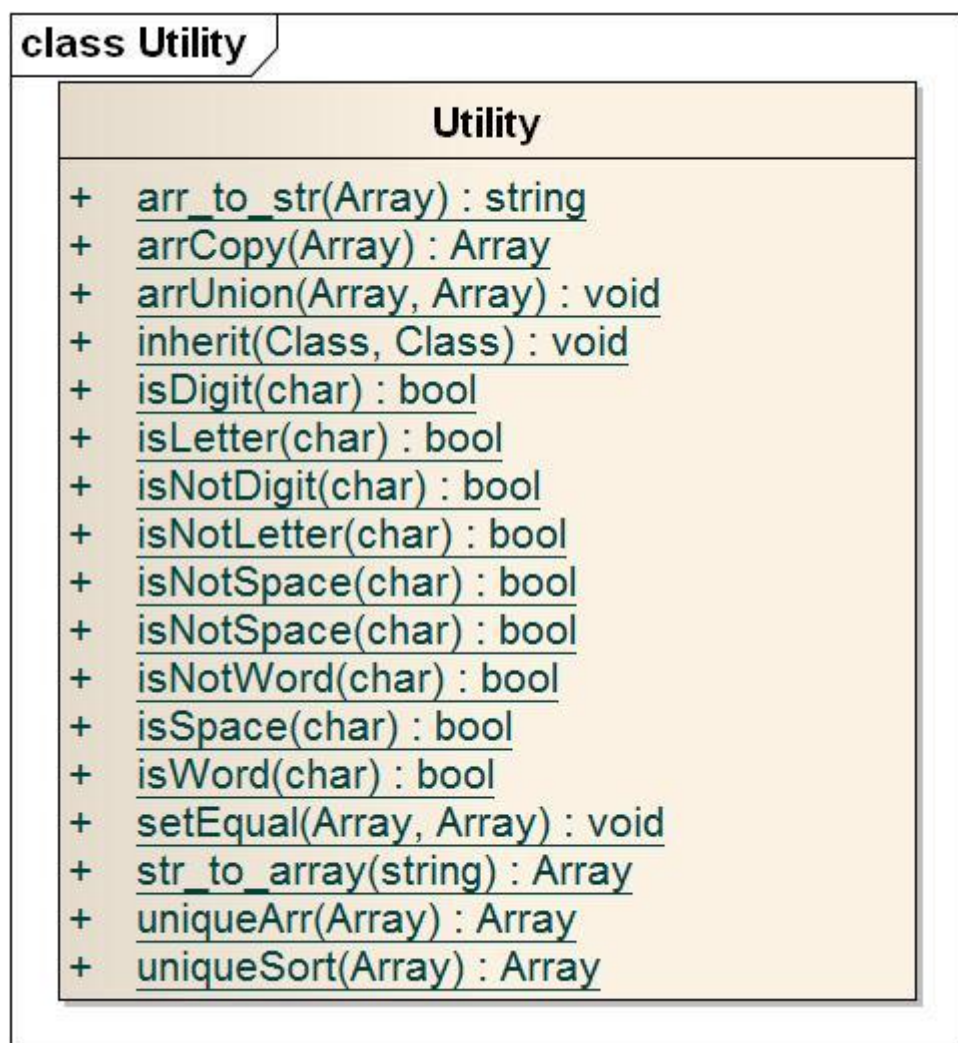 class Utility
Utility
+ arr_to_str(Array) : string
+ arrCopy(Array) : Array
+ arrUnion(Array, Array) : void
+ inherit(Class, Class) : void
+ isDigit(char) : bool
+ isLetter(char) : bool
+ isNotDigit(char) : bool
+ isNotLetter(char) : bool
+ isNotSpace(char) : bool
+ isNotSpace(char) : bool
+ isNotWord(char) : bool
+ isSpace(char) : bool
+ isWord(char) : bool
+ setEqual(Array, Array) : void
+ str_to_array(string) : Array
+ uniqueArr(Array) : Array
+ uniqueSort(Array) : Array